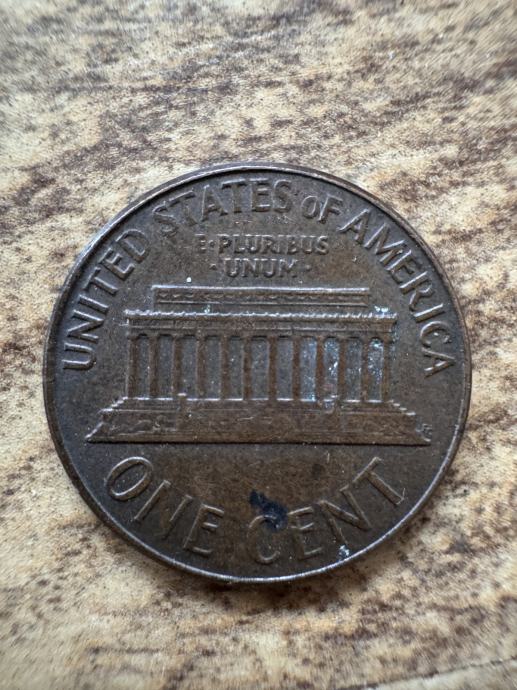 UNITED STATES OF AMERICA
E·PLURIBUS
·UNUM·
ONE CENT